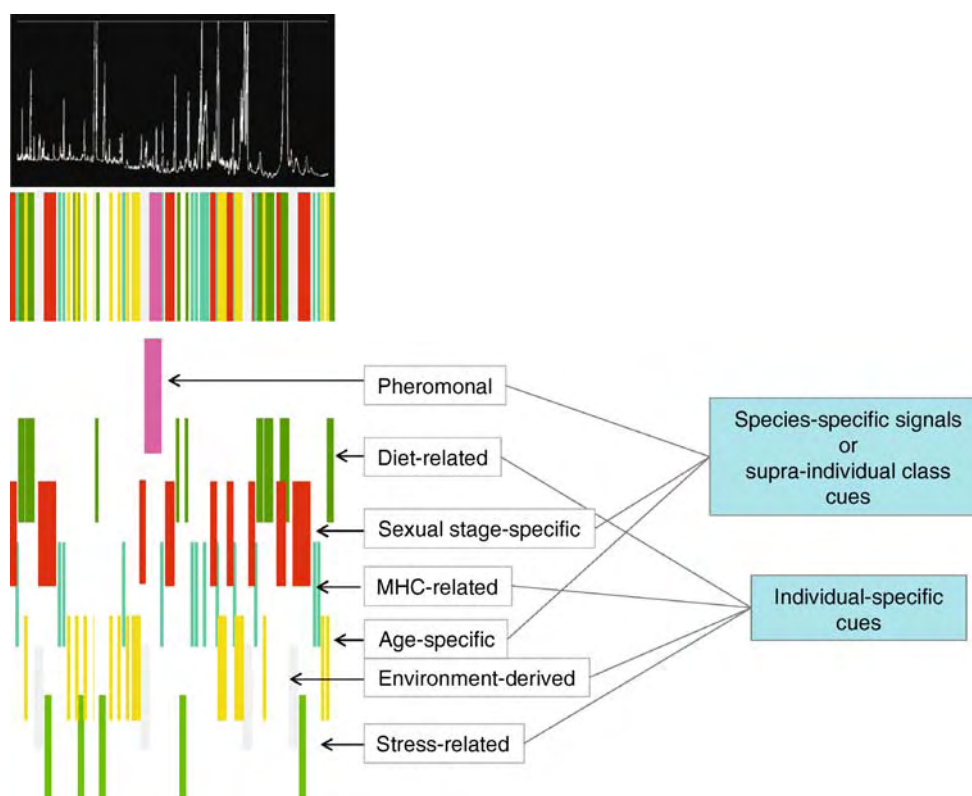 Pheromonal
Diet-related
Sexual stage-specific
MHC-related
Age-specific
Environment-derived
Stress-related
Species-specific signals
or
supra-individual class
cues
Individual-specific
cues